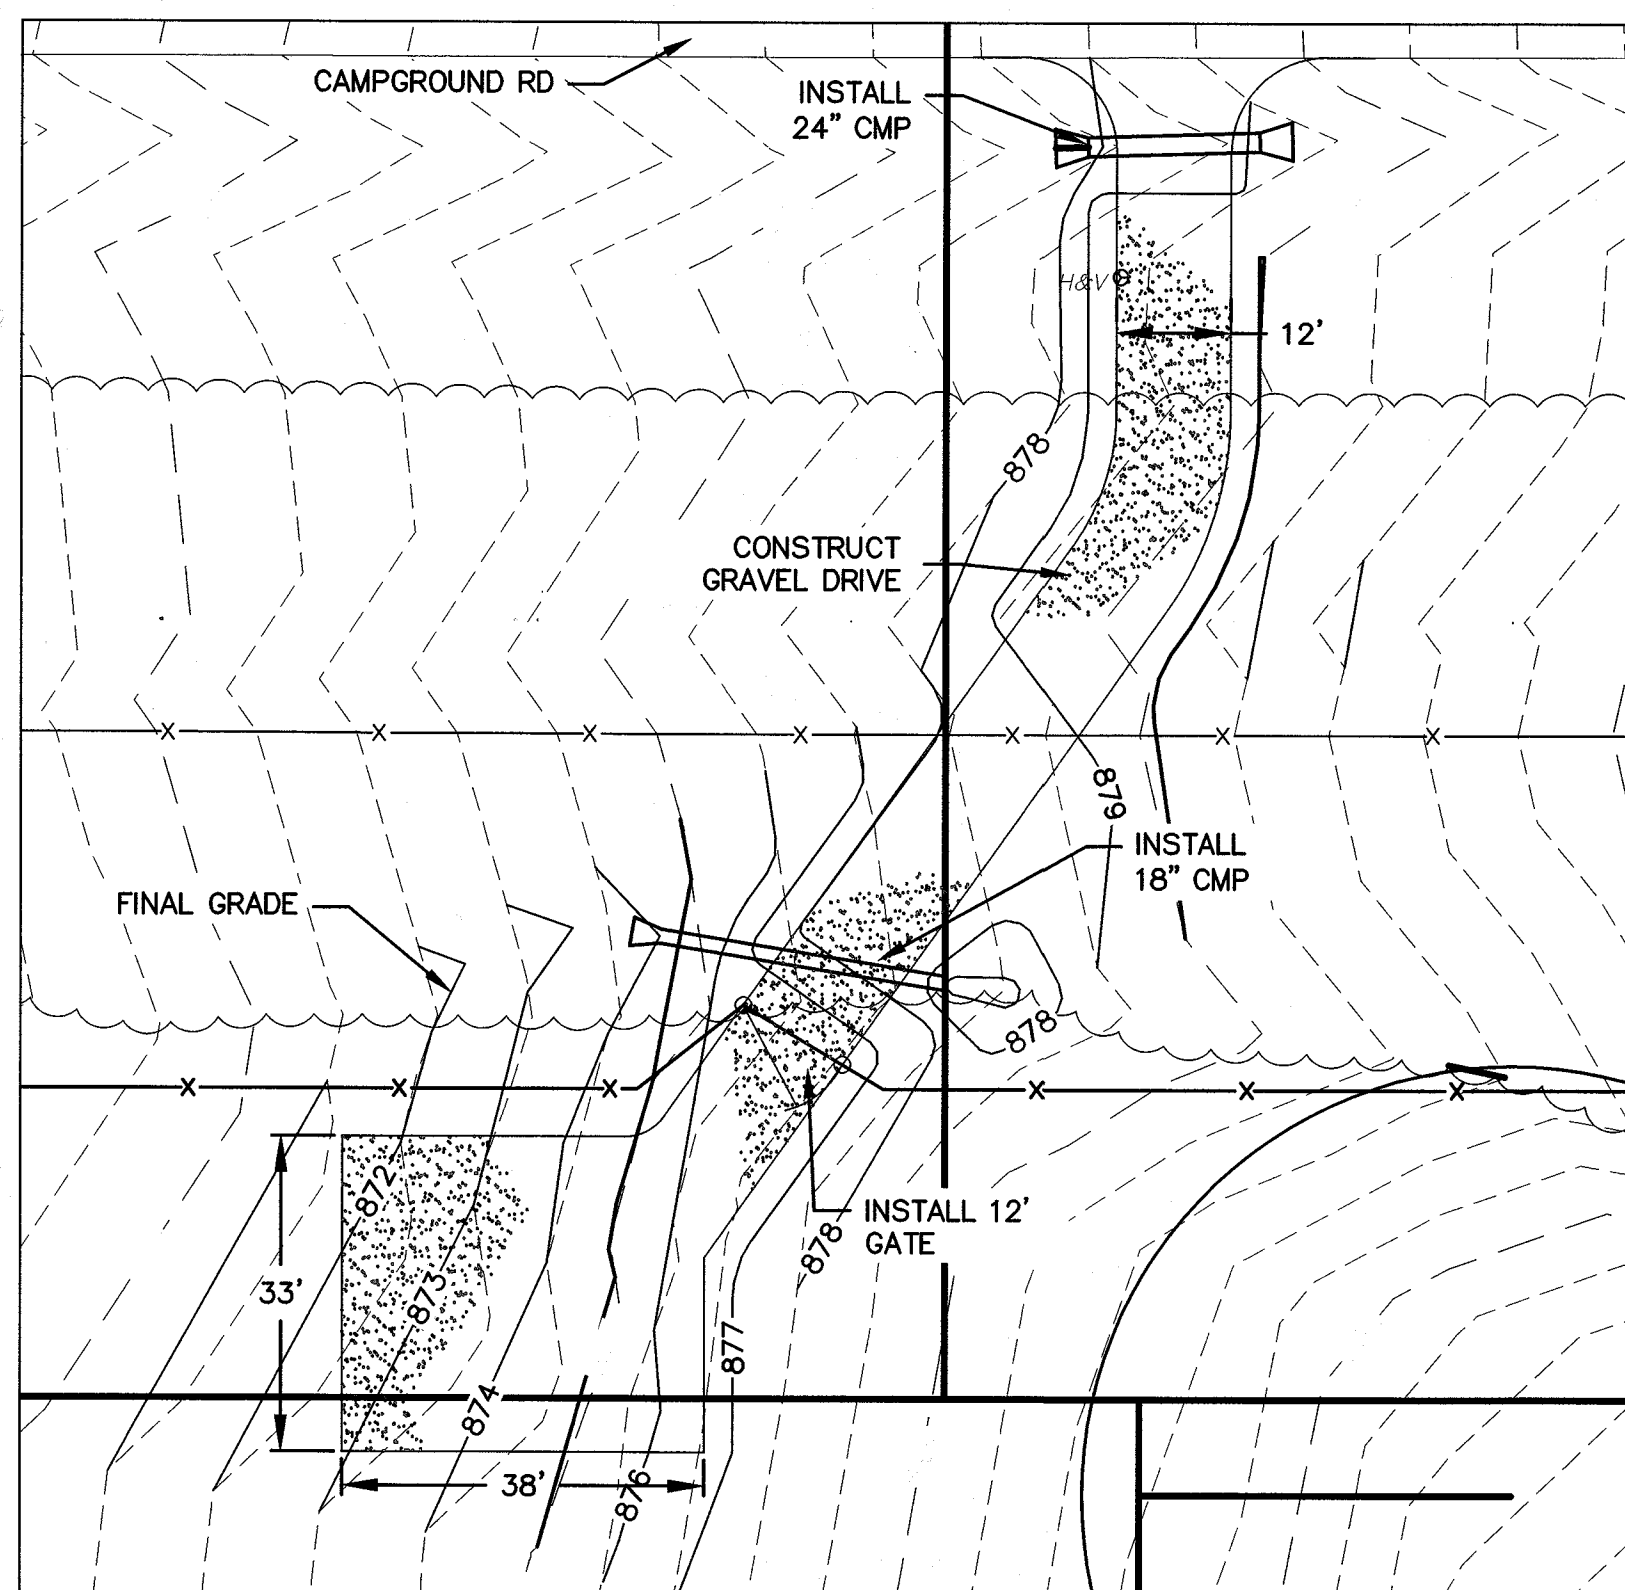 CAMPGROUND RD
INSTALL
24" CMP
H&V
12'
878
CONSTRUCT
GRAVEL DRIVE
X X X X X X X
879
INSTALL
18" CMP
FINAL GRADE
878
X X X X X X
872
INSTALL 12'
GATE
878
33'
873
877
874
38'
876